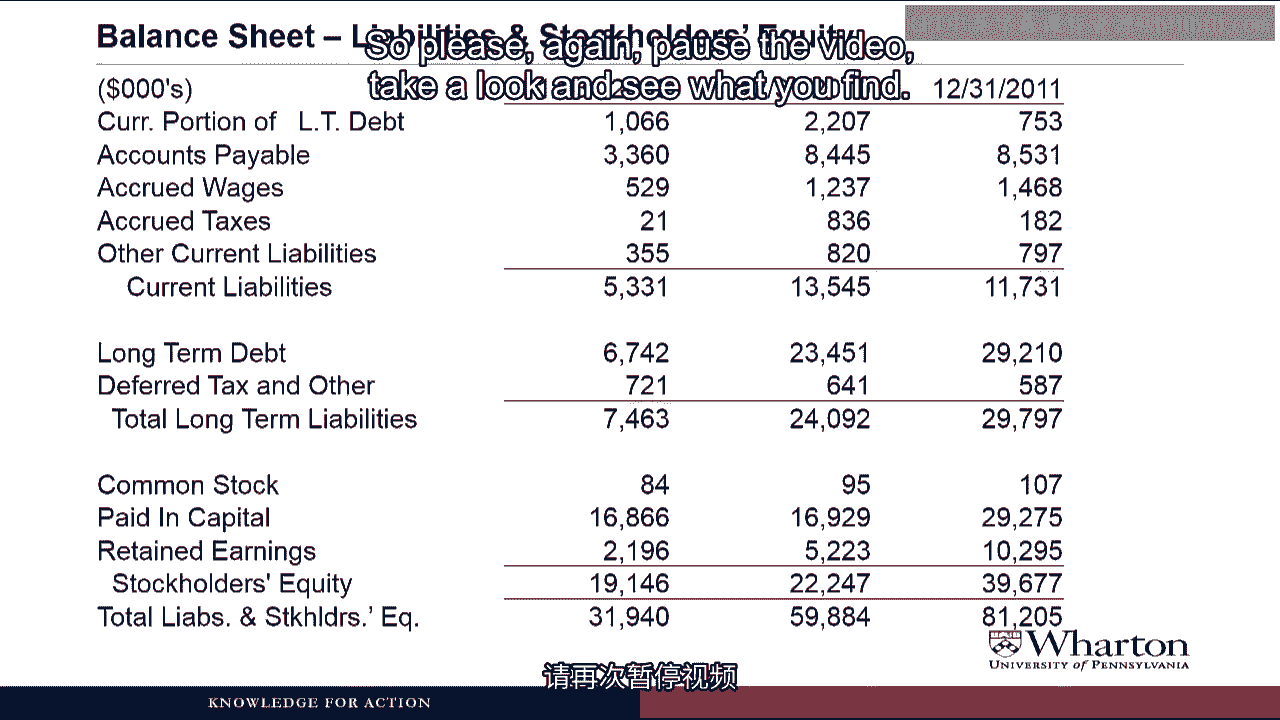 Balance Sheet – Liabilities & Stockholders’ Equity
So please, again, pause the video,
take a look and see what you find.
($000's) 12/31/2011
Curr. Portion of L.T. Debt 1,066 2,207 753
Accounts Payable 3,360 8,445 8,531
Accrued Wages 529 1,237 1,468
Accrued Taxes 21 836 182
Other Current Liabilities 355 820 797
Current Liabilities 5,331 13,545 11,731
Long Term Debt 6,742 23,451 29,210
Deferred Tax and Other 721 641 587
Total Long Term Liabilities 7,463 24,092 29,797
Common Stock 84 95 107
Paid In Capital 16,866 16,929 29,275
Retained Earnings 2,196 5,223 10,295
Stockholders' Equity 19,146 22,247 39,677
Total Liabs. & Stkhldrs.’ Eq. 31,940 59,884 81,205
Wharton
UNIVERSITY of PENNSYLVANIA
请再次暂停视频
KNOWLEDGE FOR ACTION